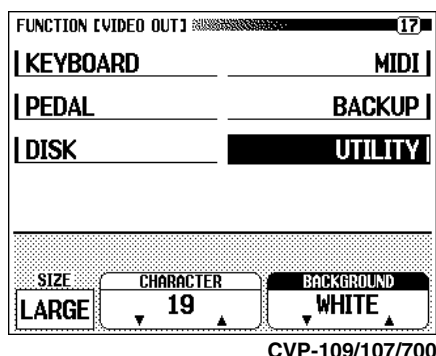 FUNCTION [VIDEO OUT] 17
KEYBOARD MIDI
PEDAL BACKUP
DISK UTILITY
SIZE CHARACTER BACKGROUND
LARGE 19 WHITE
CVP-109/107/700